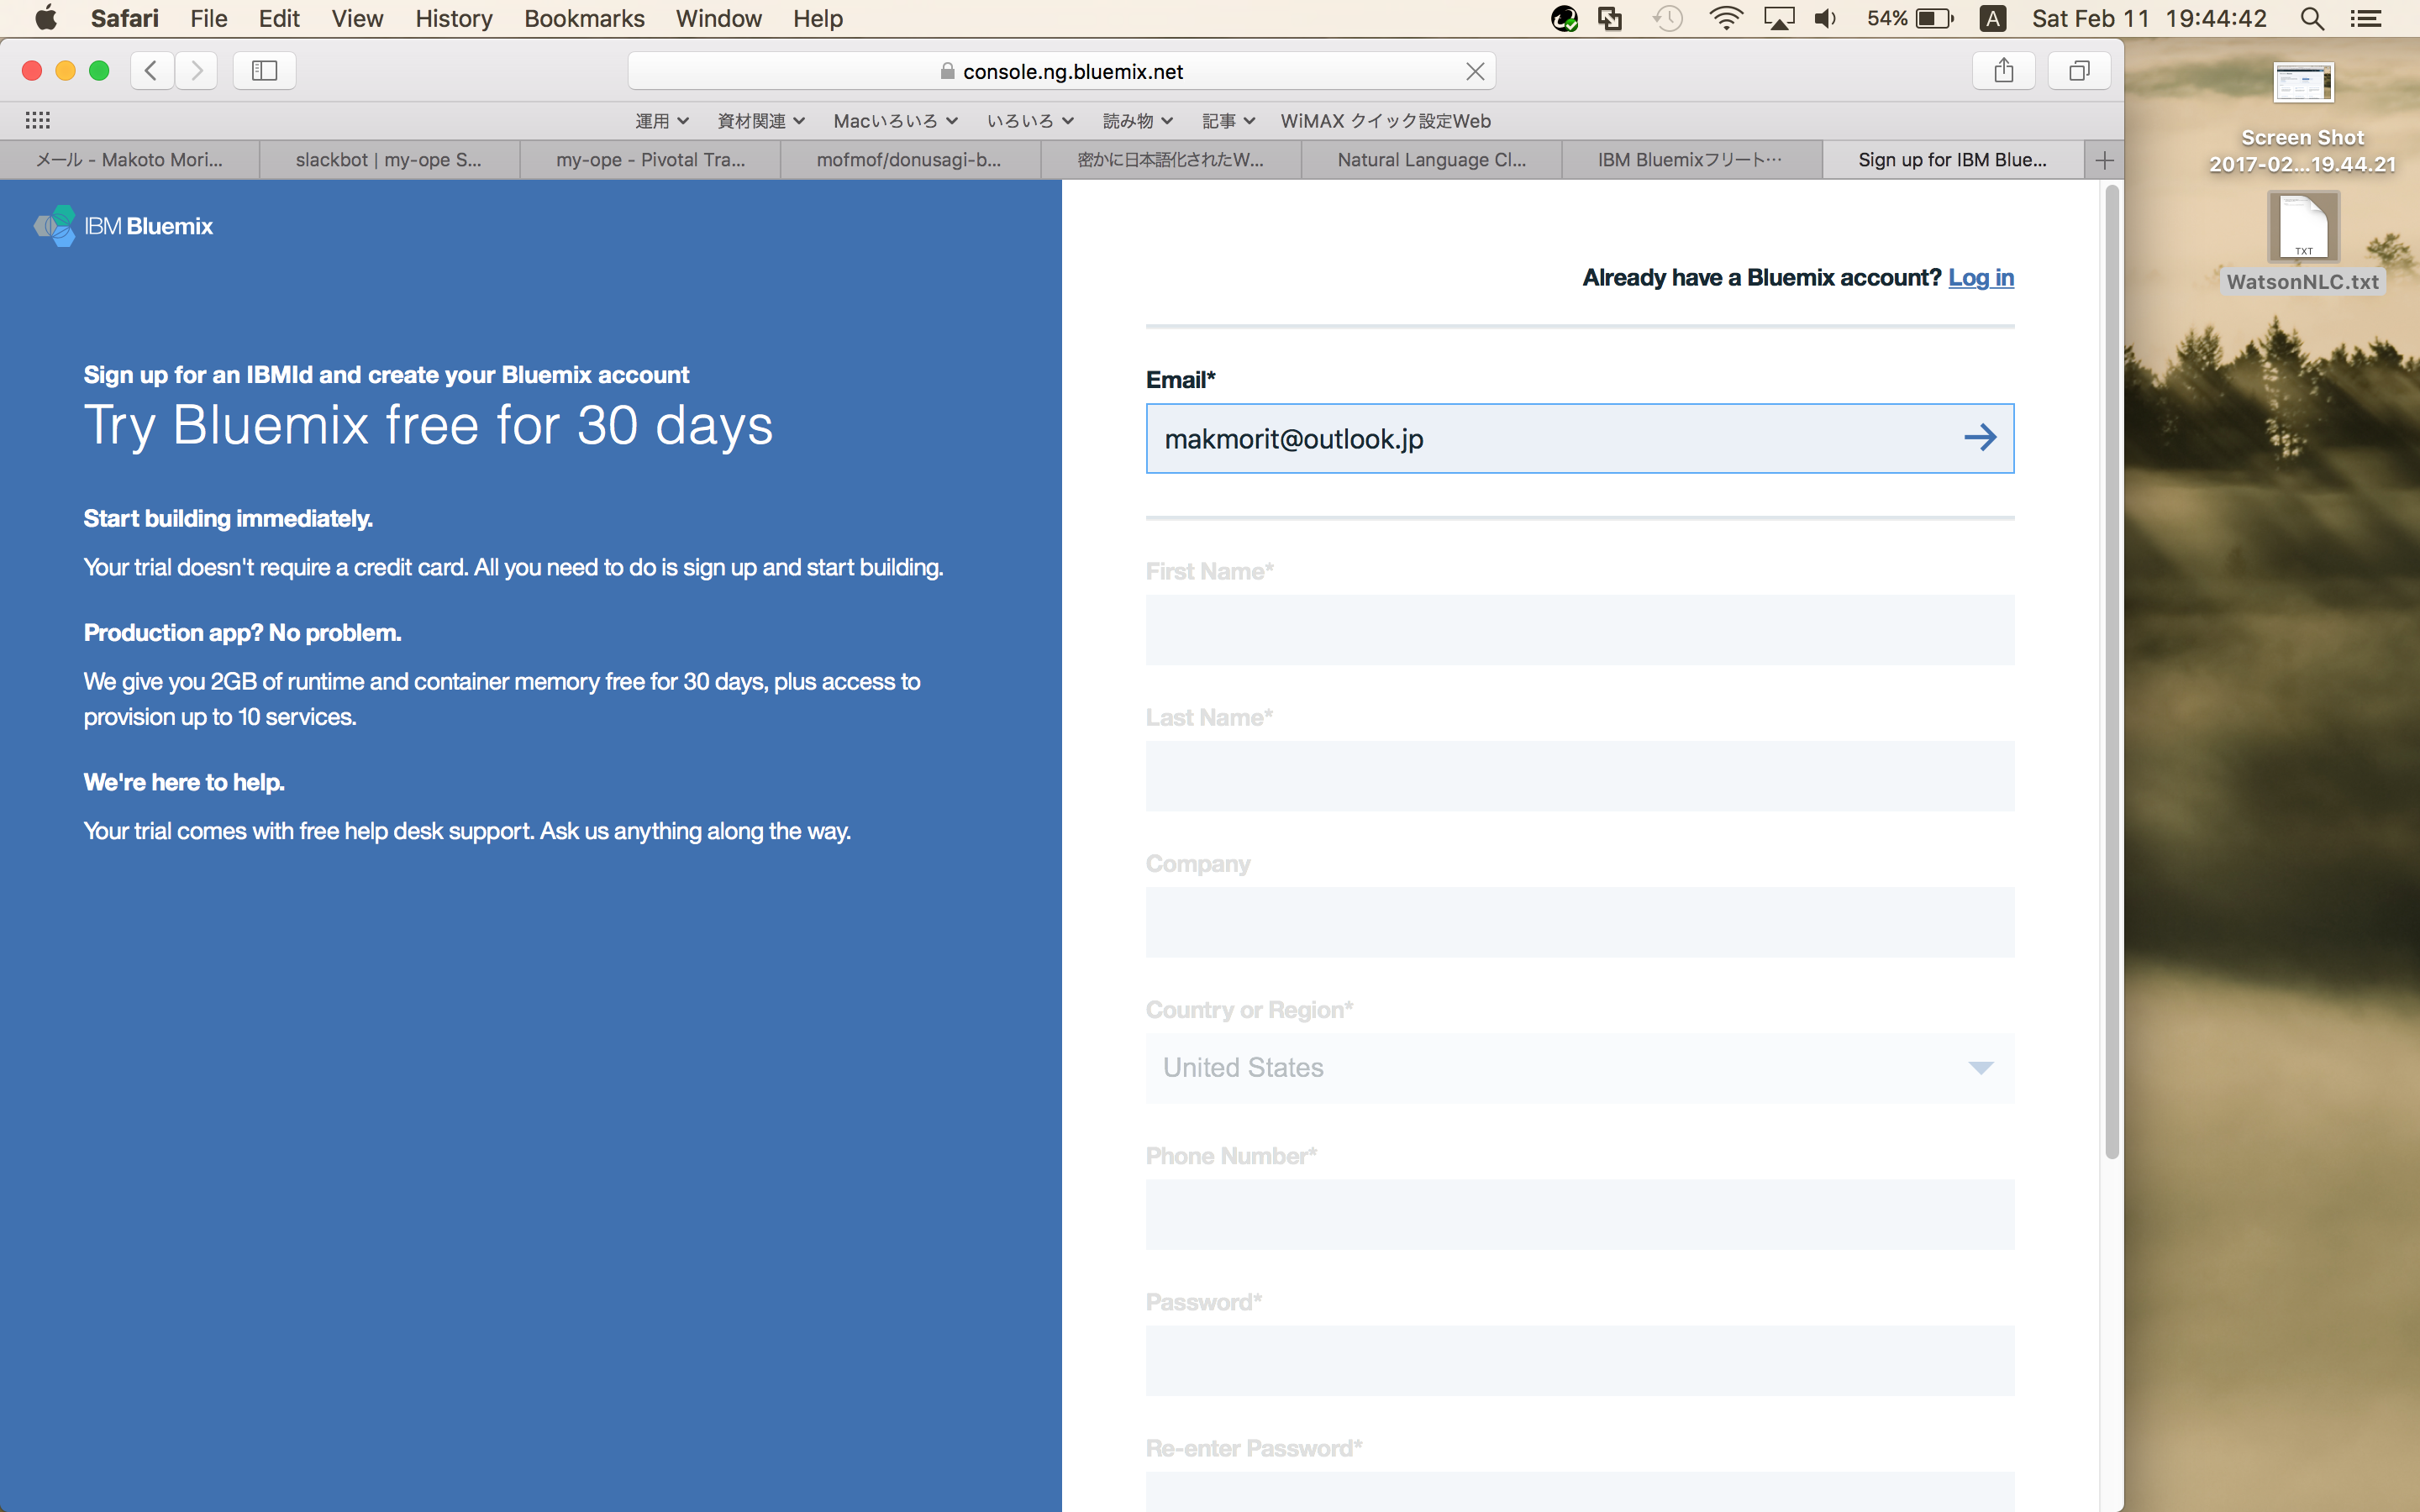 Safari File Edit View History Bookmarks Window Help 54% A Sat Feb 11 19:44:42
console.ng.bluemix.net
運用 資材関連 Macいろいろ いろいろ 読み物 記事 WiMAX クイック設定Web
メール - Makoto Mori... slackbot | my-ope S... my-ope - Pivotal Tra... mofmof/donusagi-b... 密かに日本語化されたW... Natural Language Cl... IBM Bluemixフリート… Sign up for IBM Blue...
IBM Bluemix
Sign up for an IBMId and create your Bluemix account
Try Bluemix free for 30 days
Start building immediately.
Your trial doesn't require a credit card. All you need to do is sign up and start building.
Production app? No problem.
We give you 2GB of runtime and container memory free for 30 days, plus access to
provision up to 10 services.
We're here to help.
Your trial comes with free help desk support. Ask us anything along the way.
Already have a Bluemix account? Log in
Email*
makmorit@outlook.jp
First Name*
Last Name*
Company
Country or Region*
United States
Phone Number*
Password*
Re-enter Password*
Screen Shot
2017-02...19.44.21
TXT
WatsonNLC.txt